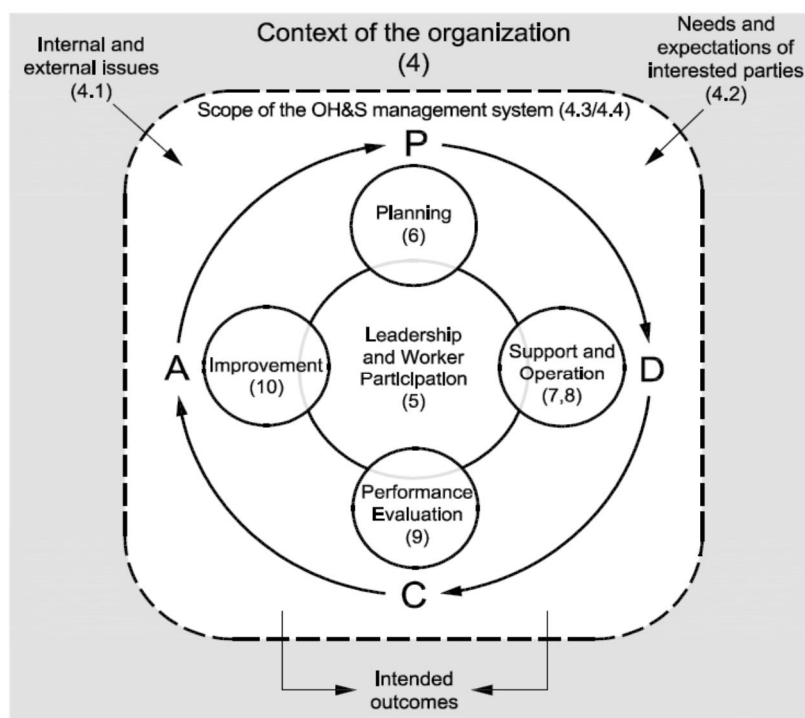 Context of the organization
(4)
Internal and
external issues
(4.1)
Needs and
expectations of
interested parties
(4.2)
Scope of the OH&S management system (4.3/4.4)
P
Planning
(6)
A
Improvement
(10)
Leadership
and Worker
Participation
(5)
Support and
Operation
(7,8)
D
Performance
Evaluation
(9)
C
Intended
outcomes